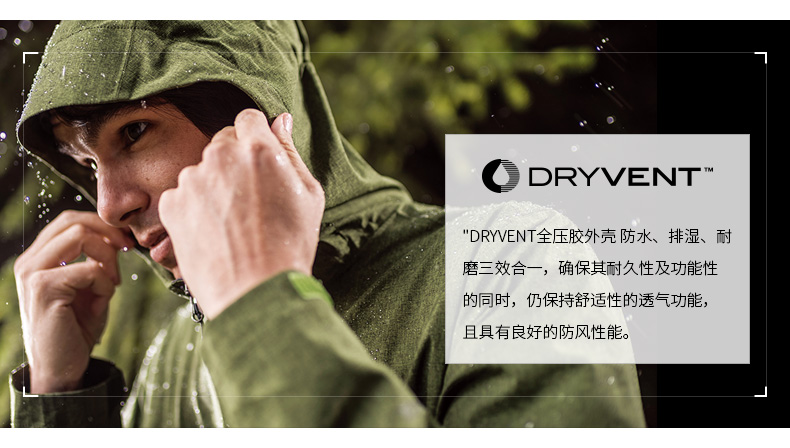 DRYVENT™
"DRYVENT全压胶外壳 防水、排湿、耐
磨三效合一，确保其耐久性及功能性
的同时，仍保持舒适性的透气功能，
且具有良好的防风性能。